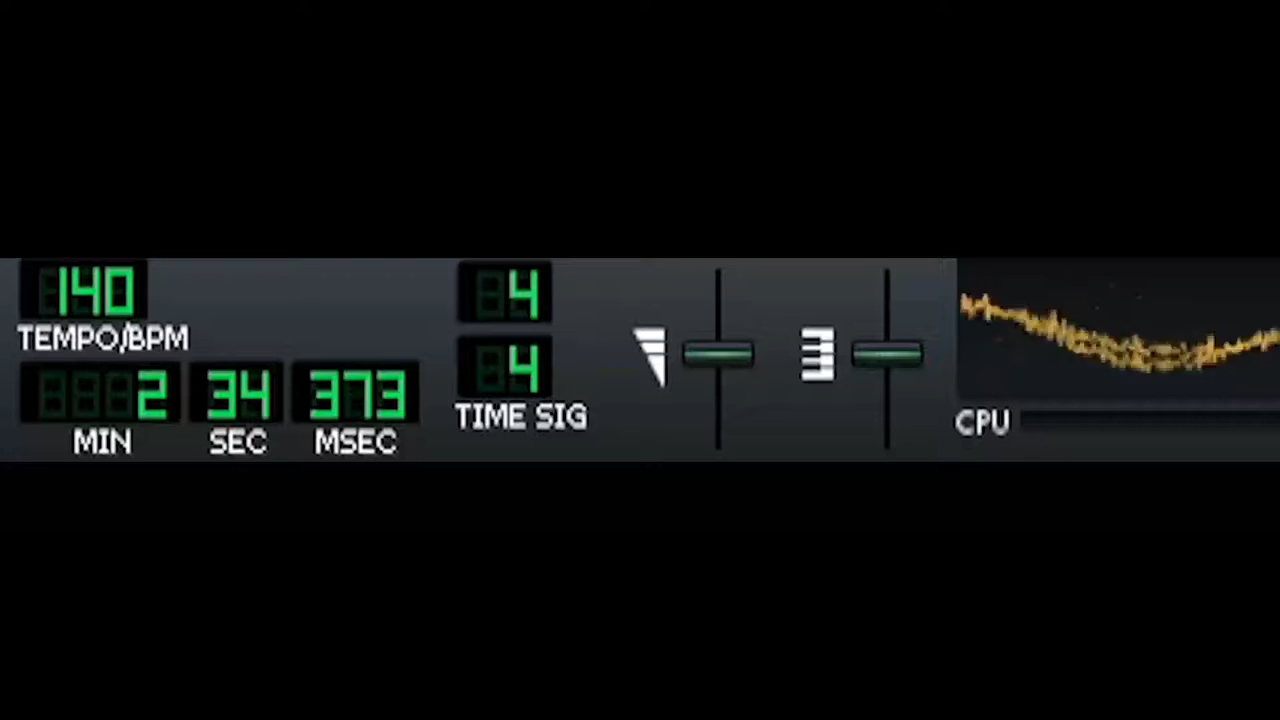 140
TEMPO/BPM
2 34 373
MIN SEC MSEC
4
4
TIME SIG
CPU